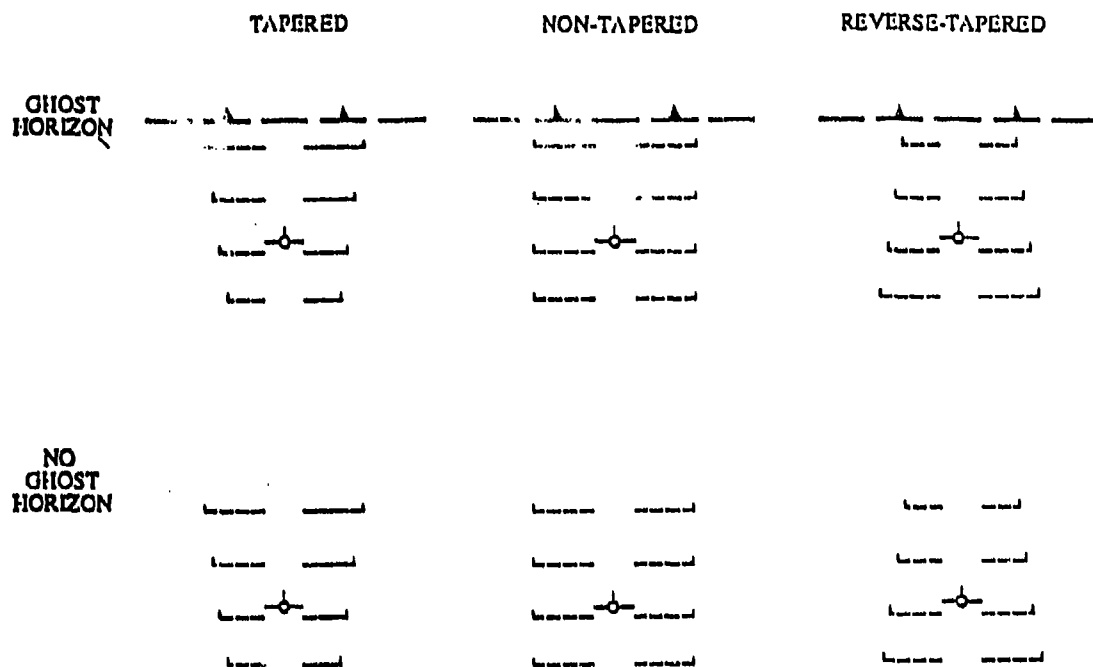 TAPERED
NON-TAPERED
REVERSE-TAPERED
GHOST
HORIZON
NO
GHOST
HORIZON